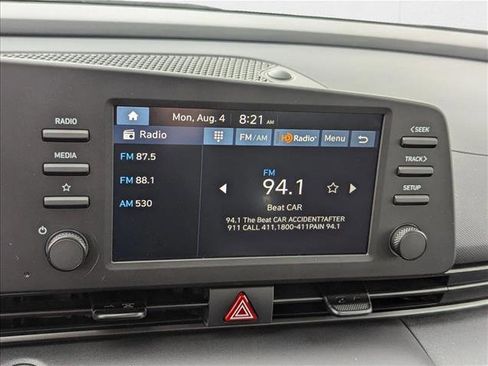 Mon, Aug. 4 8:21 AM
Radio FM/AM HD Radio Menu
FM 87.5
FM 88.1
AM 530
FM
94.1
Beat CAR
94.1 The Beat CAR ACCIDENT?AFTER
911 CALL 411,1800-411PAIN 94.1
RADIO
MEDIA
<SEEK
TRACK>
SETUP